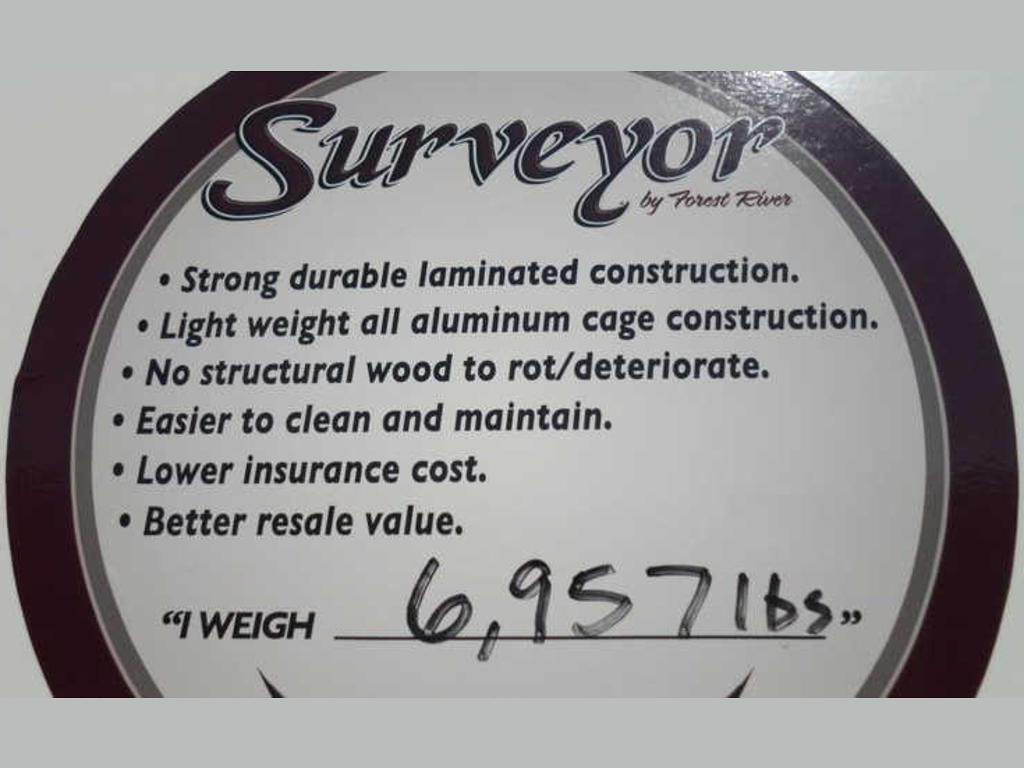 Surveyor
by Forest River
• Strong durable laminated construction.
• Light weight all aluminum cage construction.
• No structural wood to rot/deteriorate.
• Easier to clean and maintain.
• Lower insurance cost.
• Better resale value.
“I WEIGH 6,957 lbs”